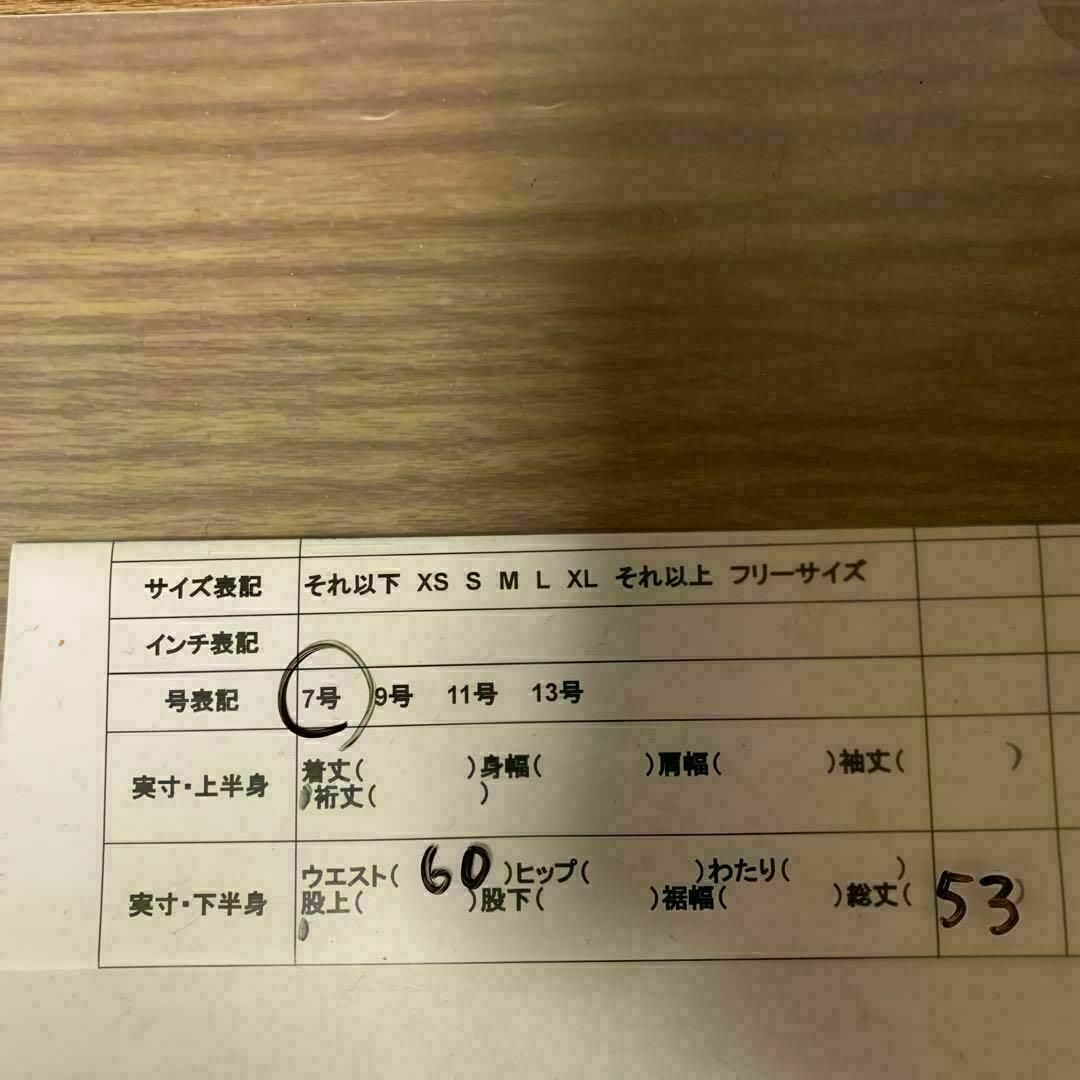 サイズ表記 それ以下 XS S M L XL それ以上 フリーサイズ
インチ表記
号表記 7号 9号 11号 13号
実寸・上半身 着丈( )身幅( )肩幅( )袖丈( )
)裄丈( )
実寸・下半身 ウエスト( 60 )ヒップ( )わたり( )
股上( )股下( )裾幅( )総丈( 53 )